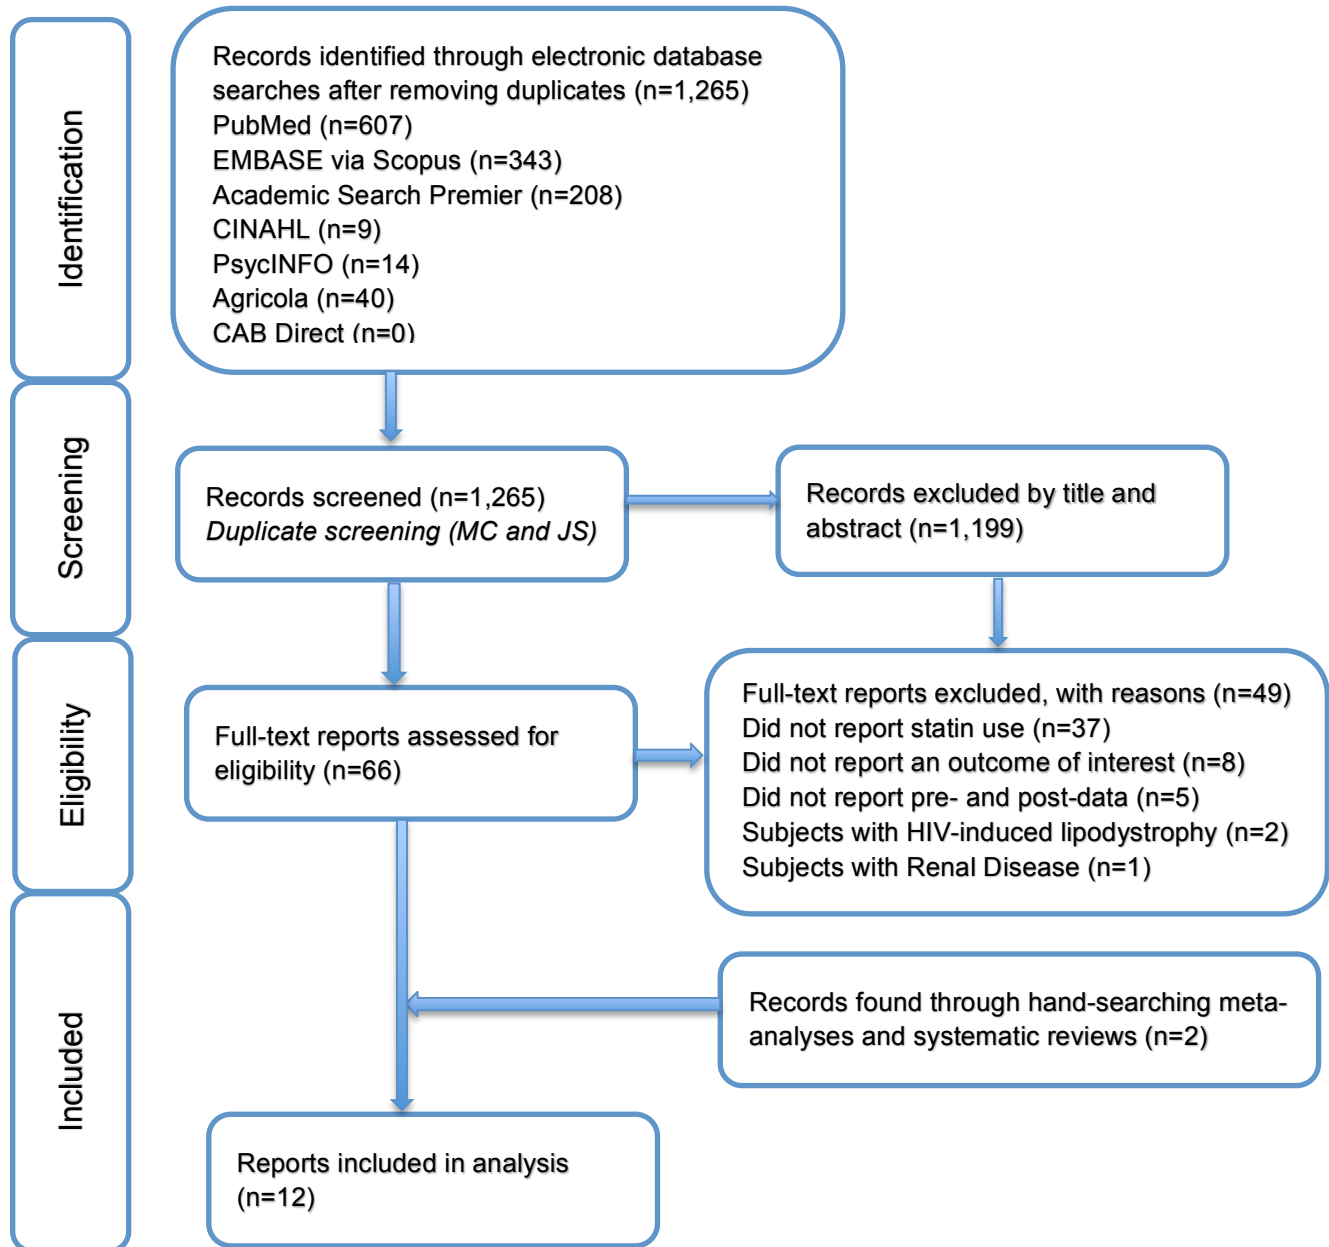 Identification
Records identified through electronic database
searches after removing duplicates (n=1,265)
PubMed (n=607)
EMBASE via Scopus (n=343)
Academic Search Premier (n=208)
CINAHL (n=9)
PsycINFO (n=14)
Agricola (n=40)
CAB Direct (n=0)
Screening
Records screened (n=1,265)
Duplicate screening (MC and JS)
Records excluded by title and
abstract (n=1,199)
Eligibility
Full-text reports assessed for
eligibility (n=66)
Full-text reports excluded, with reasons (n=49)
Did not report statin use (n=37)
Did not report an outcome of interest (n=8)
Did not report pre- and post-data (n=5)
Subjects with HIV-induced lipodystrophy (n=2)
Subjects with Renal Disease (n=1)
Included
Records found through hand-searching meta-
analyses and systematic reviews (n=2)
Reports included in analysis
(n=12)